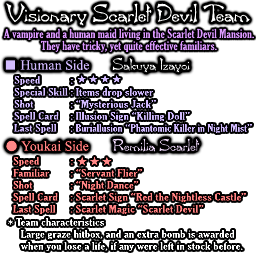 Visionary Scarlet Devil Team
A vampire and a human maid living in the Scarlet Devil Mansion.
They have tricky, yet quite effective familiars.
■ Human Side Sakuya Izayoi
Speed : ★★★★
Special Skill : Items drop slower
Shot : "Mysterious Jack"
Spell Card : Illusion Sign "Killing Doll"
Last Spell : Buriallusion "Phantomic Killer in Night Mist"
● Youkai Side Remilia Scarlet
Speed : ★★★
Familiar : "Servant Flier"
Shot : "Night Dance"
Spell Card : Scarlet Sign "Red the Nightless Castle"
Last Spell : Scarlet Magic "Scarlet Devil"
* Team characteristics
Large graze hitbox, and an extra bomb is awarded
when you lose a life, if any were left in stock before.